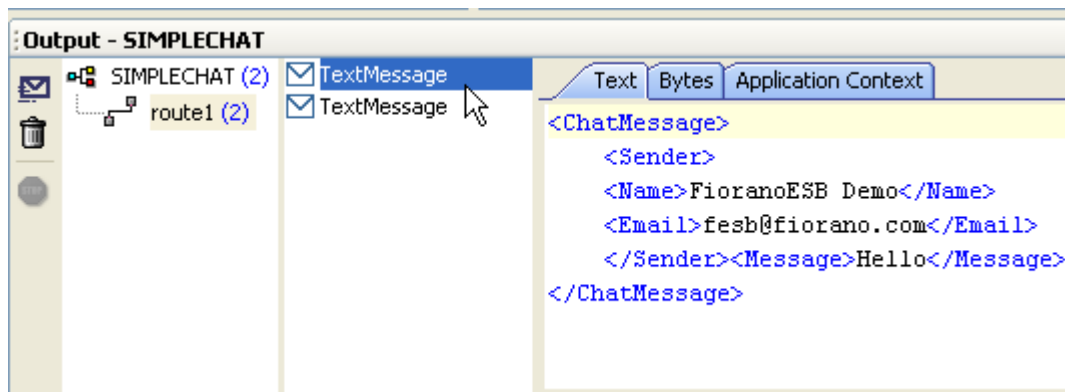 Output - SIMPLECHAT
SIMPLECHAT (2)
route1 (2)
TextMessage
TextMessage
Text Bytes Application Context
<ChatMessage>
<Sender>
<Name>FioranoESB Demo</Name>
<Email>fesb@fiorano.com</Email>
</Sender><Message>Hello</Message>
</ChatMessage>
STOP